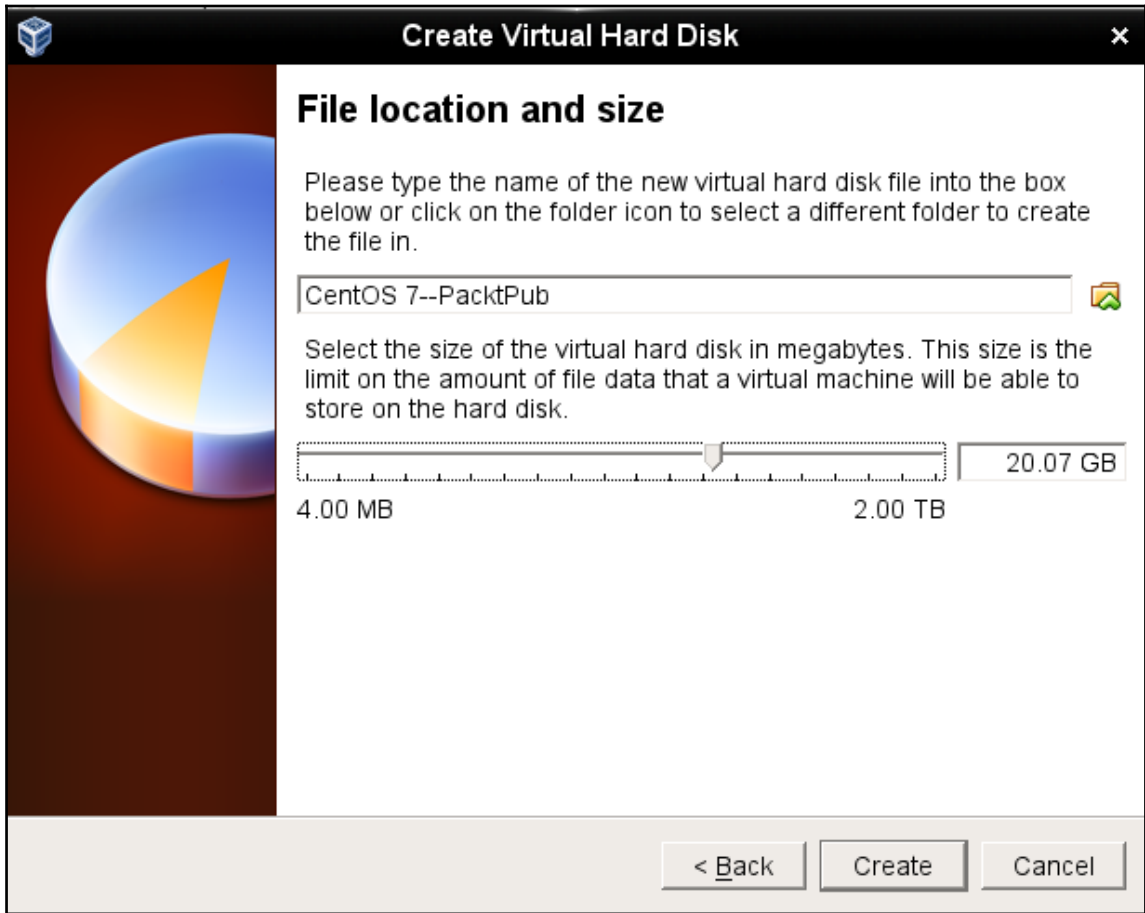 Create Virtual Hard Disk
File location and size
Please type the name of the new virtual hard disk file into the box
below or click on the folder icon to select a different folder to create
the file in.
CentOS 7--PacktPub
Select the size of the virtual hard disk in megabytes. This size is the
limit on the amount of file data that a virtual machine will be able to
store on the hard disk.
20.07 GB
4.00 MB
2.00 TB
< Back
Create
Cancel